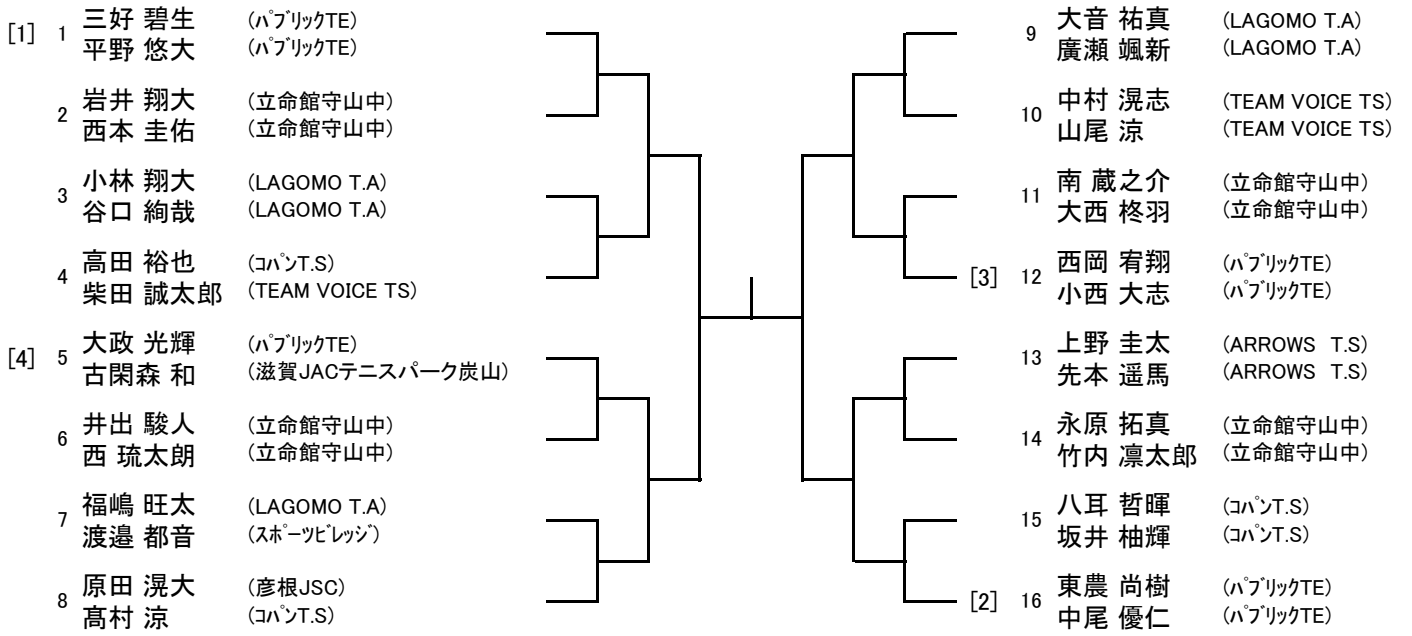 [1] 1 三好 碧生 (ﾊﾟﾌﾞﾘｯｸTE)
平野 悠大 (ﾊﾟﾌﾞﾘｯｸTE)
2 岩井 翔大 (立命館守山中)
西本 圭佑 (立命館守山中)
3 小林 翔大 (LAGOMO T.A)
谷口 絢哉 (LAGOMO T.A)
4 高田 裕也 (ｺﾊﾟﾝT.S)
柴田 誠太郎 (TEAM VOICE TS)
[4] 5 大政 光輝 (ﾊﾟﾌﾞﾘｯｸTE)
古閑森 和 (滋賀JACテニスパーク炭山)
6 井出 駿人 (立命館守山中)
西 琉太朗 (立命館守山中)
7 福嶋 旺太 (LAGOMO T.A)
渡邉 都音 (ｽﾎﾟｰﾂﾋﾞﾚｯｼﾞ)
8 原田 滉大 (彦根JSC)
髙村 涼 (ｺﾊﾟﾝT.S)
9 大音 祐真 (LAGOMO T.A)
廣瀬 颯新 (LAGOMO T.A)
10 中村 滉志 (TEAM VOICE TS)
山尾 涼 (TEAM VOICE TS)
11 南 蔵之介 (立命館守山中)
大西 柊羽 (立命館守山中)
[3] 12 西岡 宥翔 (ﾊﾟﾌﾞﾘｯｸTE)
小西 大志 (ﾊﾟﾌﾞﾘｯｸTE)
13 上野 圭太 (ARROWS　T.S)
先本 遥馬 (ARROWS　T.S)
14 永原 拓真 (立命館守山中)
竹内 凛太郎 (立命館守山中)
15 八耳 哲暉 (ｺﾊﾟﾝT.S)
坂井 柚輝 (ｺﾊﾟﾝT.S)
[2] 16 東農 尚樹 (ﾊﾟﾌﾞﾘｯｸTE)
中尾 優仁 (ﾊﾟﾌﾞﾘｯｸTE)